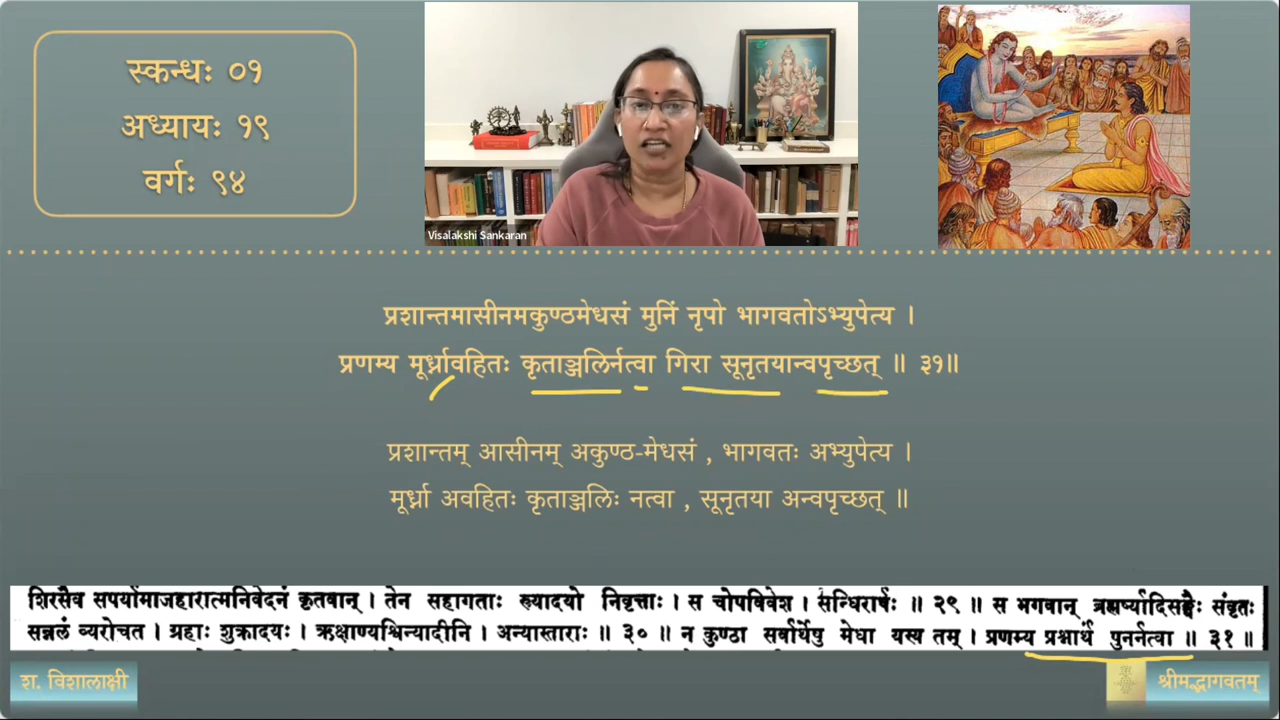 स्कन्धः ०१
अध्यायः १९
वर्गः ९४
Visalakshi Sankaran
प्रशान्तमासीनमकुण्ठमेधसं मुनिं नृपो भागवतोऽभ्युपेत्य ।
प्रणम्य मूर्ध्नावहितः कृताञ्जलिर्नत्वा गिरा सूनृतयान्वपृच्छत् ॥ ३१॥
प्रशान्तम् आसीनम् अकुण्ठ-मेधसं , भागवतः अभ्युपेत्य ।
मूर्ध्ना अवहितः कृताञ्जलिः नत्वा , सूनृतया अन्वपृच्छत् ॥
शिरसैव सपर्यामाजहारात्मनिवेदनं कृतवान् । तेन सहागताः स्त्र्यादयो निवृत्ताः । स चोपविवेश । सन्धिरार्षः ॥ २९ ॥ स भगवान् ब्रह्मर्ष्यादिसङ्घैः संवृतः
सन्नलं व्यरोचत । ग्रहाः शुक्रादयः । ऋक्षाण्यश्विन्यादीनि । अन्यास्ताराः ॥ ३० ॥ न कुण्ठा सर्वार्थेषु मेधा यस्य तम् । प्रणम्य प्रश्नार्थं पुनर्नत्वा ॥ ३१ ॥
श. विशालाक्षी
श्रीमद्भागवतम्